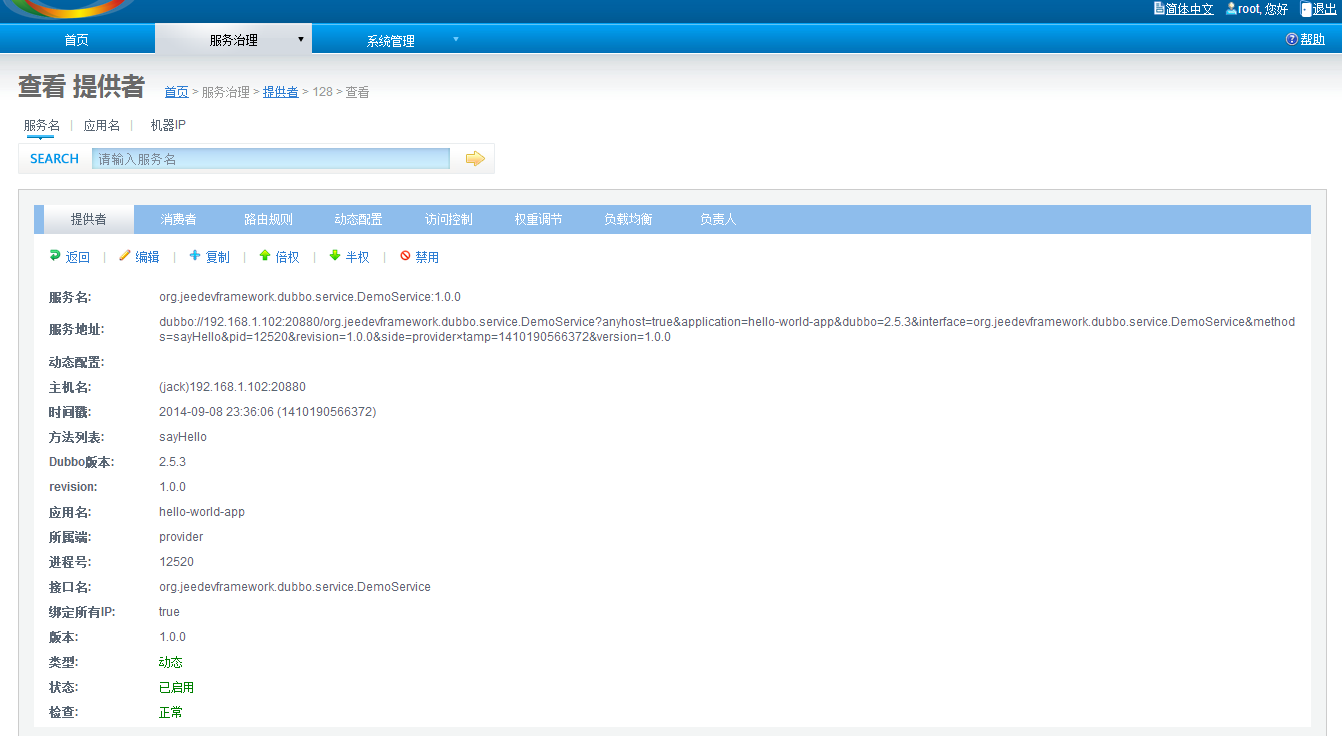 简体中文 root, 您好 退出
首页 服务治理 系统管理 帮助
查看 提供者 首页 > 服务治理 > 提供者 > 128 > 查看
服务名 | 应用名 | 机器IP
SEARCH 请输入服务名
提供者 消费者 路由规则 动态配置 访问控制 权重调节 负载均衡 负责人
返回 | 编辑 | 复制 | 倍权 | 半权 | 禁用
服务名: org.jeedevframework.dubbo.service.DemoService:1.0.0
服务地址: dubbo://192.168.1.102:20880/org.jeedevframework.dubbo.service.DemoService?anyhost=true&application=hello-world-app&dubbo=2.5.3&interface=org.jeedevframework.dubbo.service.DemoService&method
s=sayHello&pid=12520&revision=1.0.0&side=provider×tamp=1410190566372&version=1.0.0
动态配置:
主机名: (jack)192.168.1.102:20880
时间戳: 2014-09-08 23:36:06 (1410190566372)
方法列表: sayHello
Dubbo版本: 2.5.3
revision: 1.0.0
应用名: hello-world-app
所属端: provider
进程号: 12520
接口名: org.jeedevframework.dubbo.service.DemoService
绑定所有IP: true
版本: 1.0.0
类型: 动态
状态: 已启用
检查: 正常